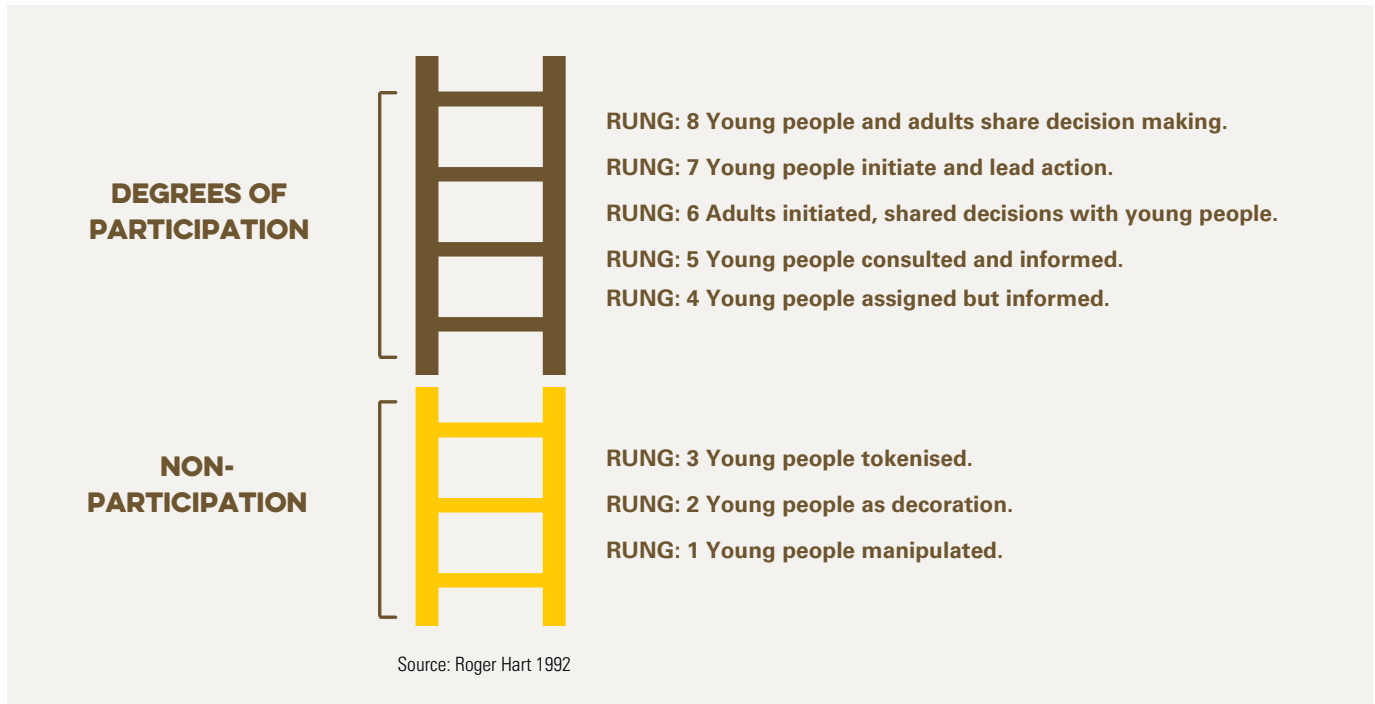 DEGREES OF
PARTICIPATION
RUNG: 8 Young people and adults share decision making.
RUNG: 7 Young people initiate and lead action.
RUNG: 6 Adults initiated, shared decisions with young people.
RUNG: 5 Young people consulted and informed.
RUNG: 4 Young people assigned but informed.
NON-
PARTICIPATION
RUNG: 3 Young people tokenised.
RUNG: 2 Young people as decoration.
RUNG: 1 Young people manipulated.
Source: Roger Hart 1992